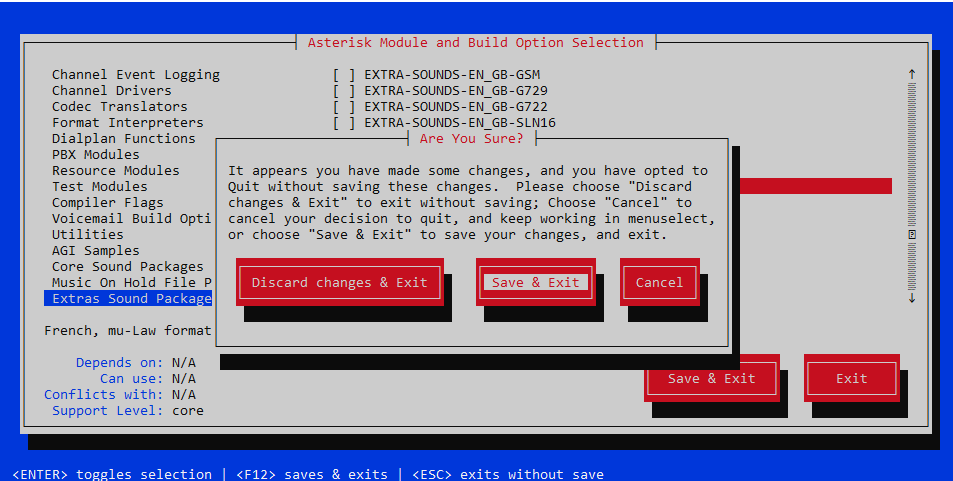 Asterisk Module and Build Option Selection
Channel Event Logging [ ] EXTRA-SOUNDS-EN_GB-GSM
Channel Drivers [ ] EXTRA-SOUNDS-EN_GB-G729
Codec Translators [ ] EXTRA-SOUNDS-EN_GB-G722
Format Interpreters [ ] EXTRA-SOUNDS-EN_GB-SLN16
Dialplan Functions
PBX Modules
Resource Modules
Test Modules
Compiler Flags
Voicemail Build Opti
Utilities
AGI Samples
Core Sound Packages
Music On Hold File P
Extras Sound Package
Are You Sure?
It appears you have made some changes, and you have opted to
Quit without saving these changes.  Please choose "Discard
changes & Exit" to exit without saving; Choose "Cancel" to
cancel your decision to quit, and keep working in menuselect,
or choose "Save & Exit" to save your changes, and exit.
Discard changes & Exit Save & Exit Cancel
French, mu-Law format
Depends on: N/A
Can use: N/A
Conflicts with: N/A
Support Level: core
Save & Exit Exit
<ENTER> toggles selection | <F12> saves & exits | <ESC> exits without save